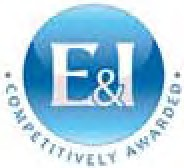 E&I
• COMPETITIVELY AWARDED •